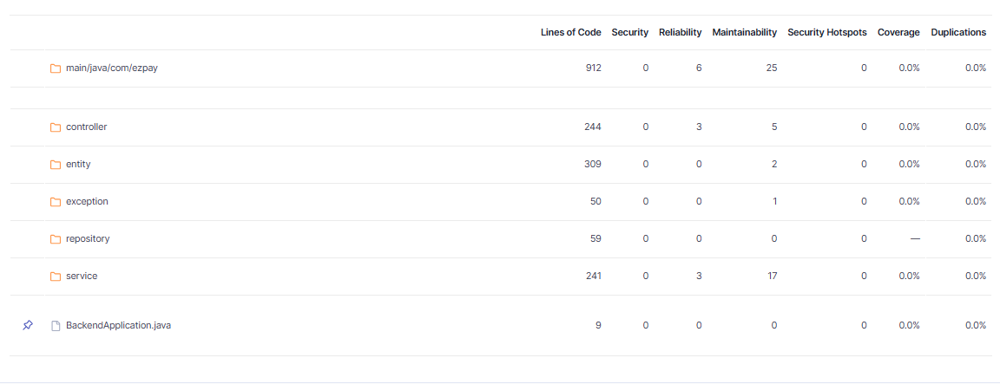 Lines of Code Security Reliability Maintainability Security Hotspots Coverage Duplications
main/java/com/ezpay 912 0 6 25 0 0.0% 0.0%
controller 244 0 3 5 0 0.0% 0.0%
entity 309 0 0 2 0 0.0% 0.0%
exception 50 0 0 1 0 0.0% 0.0%
repository 59 0 0 0 0 — 0.0%
service 241 0 3 17 0 0.0% 0.0%
BackendApplication.java 9 0 0 0 0 0.0% 0.0%